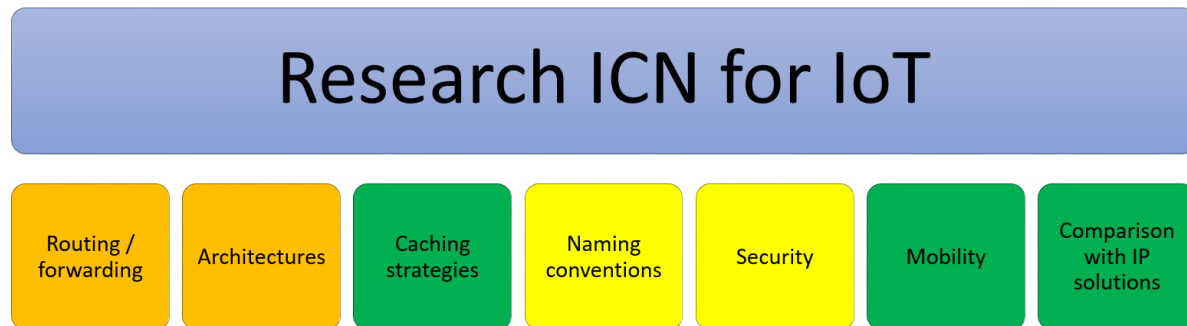 Research ICN for IoT
Routing /
forwarding
Architectures
Caching
strategies
Naming
conventions
Security
Mobility
Comparison
with IP
solutions